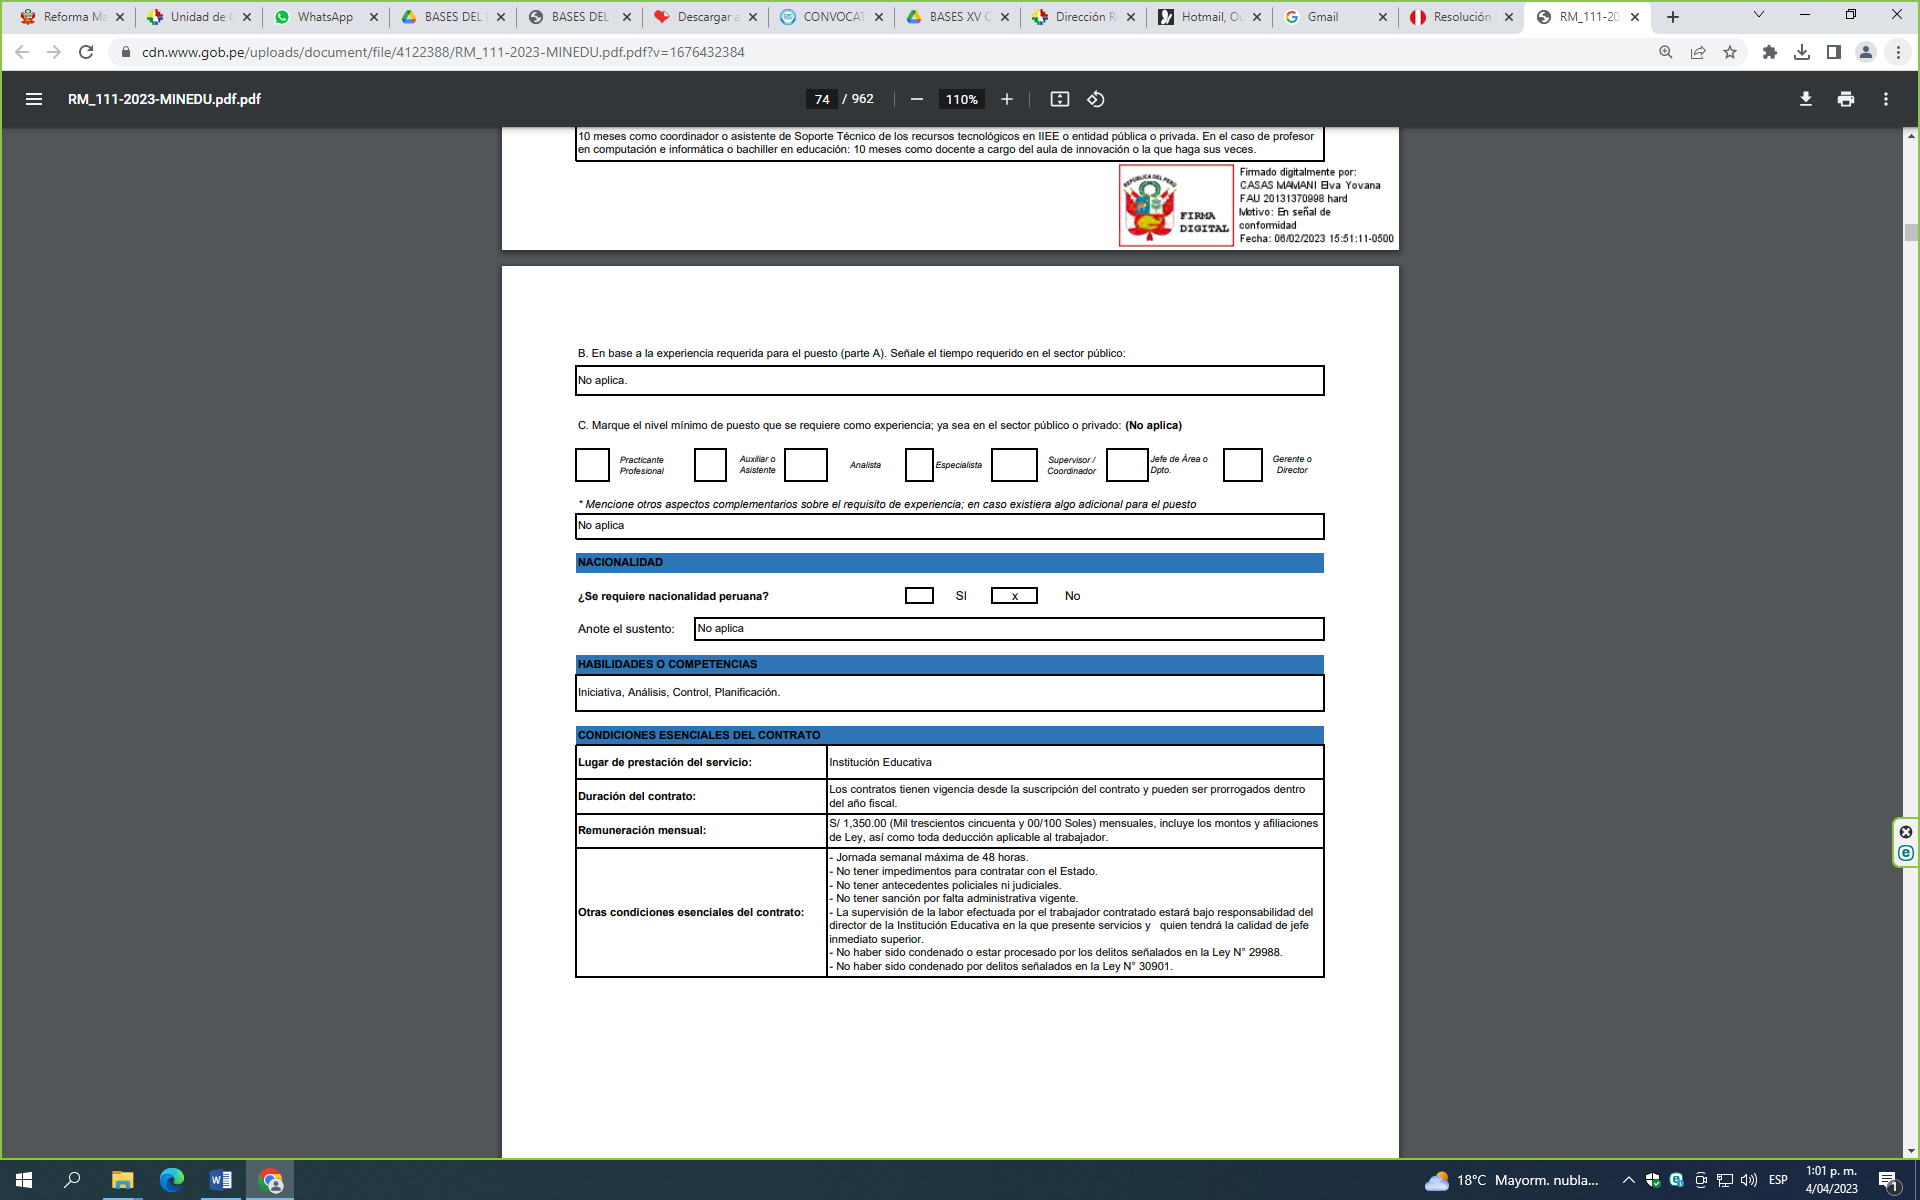 Reforma Ma
Unidad de G
WhatsApp
BASES DEL
BASES DEL
Descargar a
CONVOCAT
BASES XV C
Dirección R
Hotmail, Ou
Gmail
Resolución
RM_111-20
cdn.www.gob.pe/uploads/document/file/4122388/RM_111-2023-MINEDU.pdf.pdf?v=1676432384
RM_111-2023-MINEDU.pdf.pdf
74 / 962
110%
10 meses como coordinador o asistente de Soporte Técnico de los recursos tecnológicos en IIEE o entidad pública o privada. En el caso de profesor
en computación e informática o bachiller en educación: 10 meses como docente a cargo del aula de innovación o la que haga sus veces.
REPÚBLICA DEL PERÚ
FIRMA
DIGITAL
Firmado digitalmente por:
CASAS MAMANI Elva Yovana
FAU 20131370998 hard
Motivo: En señal de
conformidad
Fecha: 06/02/2023 15:51:11-0500
B. En base a la experiencia requerida para el puesto (parte A). Señale el tiempo requerido en el sector público:
No aplica.
C. Marque el nivel mínimo de puesto que se requiere como experiencia; ya sea en el sector público o privado: (No aplica)
Practicante
Profesional
Auxiliar o
Asistente
Analista
Especialista
Supervisor /
Coordinador
Jefe de Área o
Dpto.
Gerente o
Director
* Mencione otros aspectos complementarios sobre el requisito de experiencia; en caso existiera algo adicional para el puesto
No aplica
NACIONALIDAD
¿Se requiere nacionalidad peruana?
SI
x
No
Anote el sustento:
No aplica
HABILIDADES O COMPETENCIAS
Iniciativa, Análisis, Control, Planificación.
CONDICIONES ESENCIALES DEL CONTRATO
Lugar de prestación del servicio:
Institución Educativa
Duración del contrato:
Los contratos tienen vigencia desde la suscripción del contrato y pueden ser prorrogados dentro
del año fiscal.
Remuneración mensual:
S/ 1,350.00 (Mil trescientos cincuenta y 00/100 Soles) mensuales, incluye los montos y afiliaciones
de Ley, así como toda deducción aplicable al trabajador.
Otras condiciones esenciales del contrato:
- Jornada semanal máxima de 48 horas.
- No tener impedimentos para contratar con el Estado.
- No tener antecedentes policiales ni judiciales.
- No tener sanción por falta administrativa vigente.
- La supervisión de la labor efectuada por el trabajador contratado estará bajo responsabilidad del
director de la Institución Educativa en la que presente servicios y quien tendrá la calidad de jefe
inmediato superior.
- No haber sido condenado o estar procesado por los delitos señalados en la Ley N° 29988.
- No haber sido condenado por delitos señalados en la Ley N° 30901.
18°C Mayorm. nubla...
ESP
1:01 p. m.
4/04/2023
1